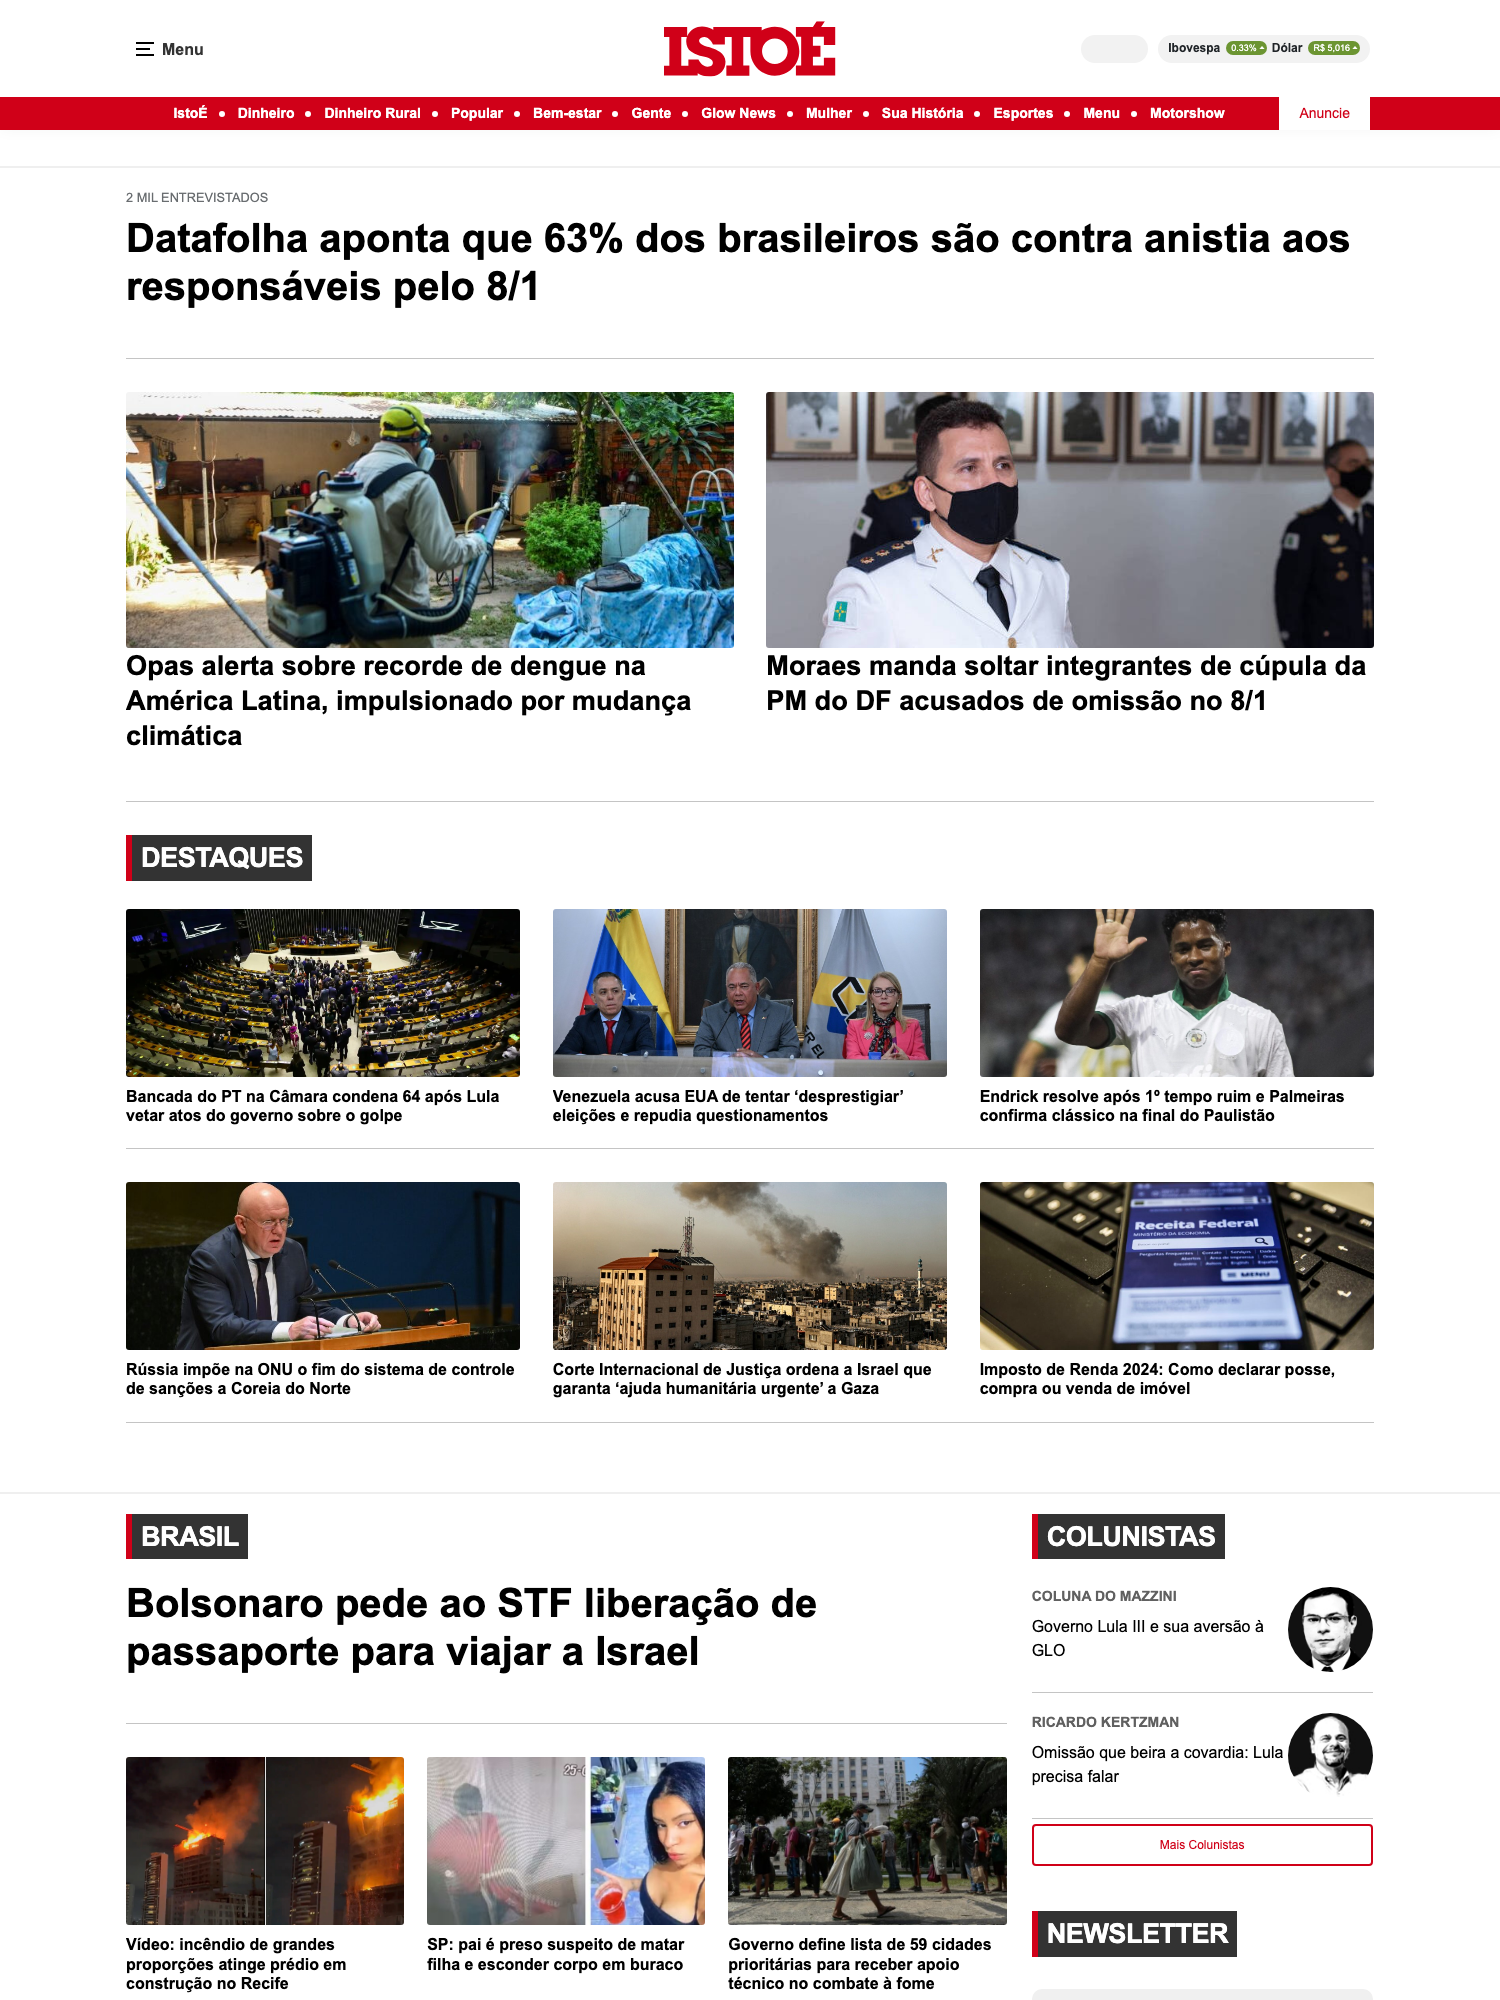 Menu
ISTOÉ
Ibovespa 0.33% Dólar R$ 5,016
IstoÉ • Dinheiro • Dinheiro Rural • Popular • Bem-estar • Gente • Glow News • Mulher • Sua História • Esportes • Menu • Motorshow
Anuncie
2 MIL ENTREVISTADOS
Datafolha aponta que 63% dos brasileiros são contra anistia aos
responsáveis pelo 8/1
Opas alerta sobre recorde de dengue na
América Latina, impulsionado por mudança
climática
Moraes manda soltar integrantes de cúpula da
PM do DF acusados de omissão no 8/1
DESTAQUES
Bancada do PT na Câmara condena 64 após Lula
vetar atos do governo sobre o golpe
Venezuela acusa EUA de tentar ‘desprestigiar’
eleições e repudia questionamentos
Endrick resolve após 1º tempo ruim e Palmeiras
confirma clássico na final do Paulistão
Receita Federal
MINISTÉRIO DA ECONOMIA
MENU
Rússia impõe na ONU o fim do sistema de controle
de sanções a Coreia do Norte
Corte Internacional de Justiça ordena a Israel que
garanta ‘ajuda humanitária urgente’ a Gaza
Imposto de Renda 2024: Como declarar posse,
compra ou venda de imóvel
BRASIL
Bolsonaro pede ao STF liberação de
passaporte para viajar a Israel
Vídeo: incêndio de grandes
proporções atinge prédio em
construção no Recife
SP: pai é preso suspeito de matar
filha e esconder corpo em buraco
Governo define lista de 59 cidades
prioritárias para receber apoio
técnico no combate à fome
COLUNISTAS
COLUNA DO MAZZINI
Governo Lula III e sua aversão à
GLO
RICARDO KERTZMAN
Omissão que beira a covardia: Lula
precisa falar
Mais Colunistas
NEWSLETTER